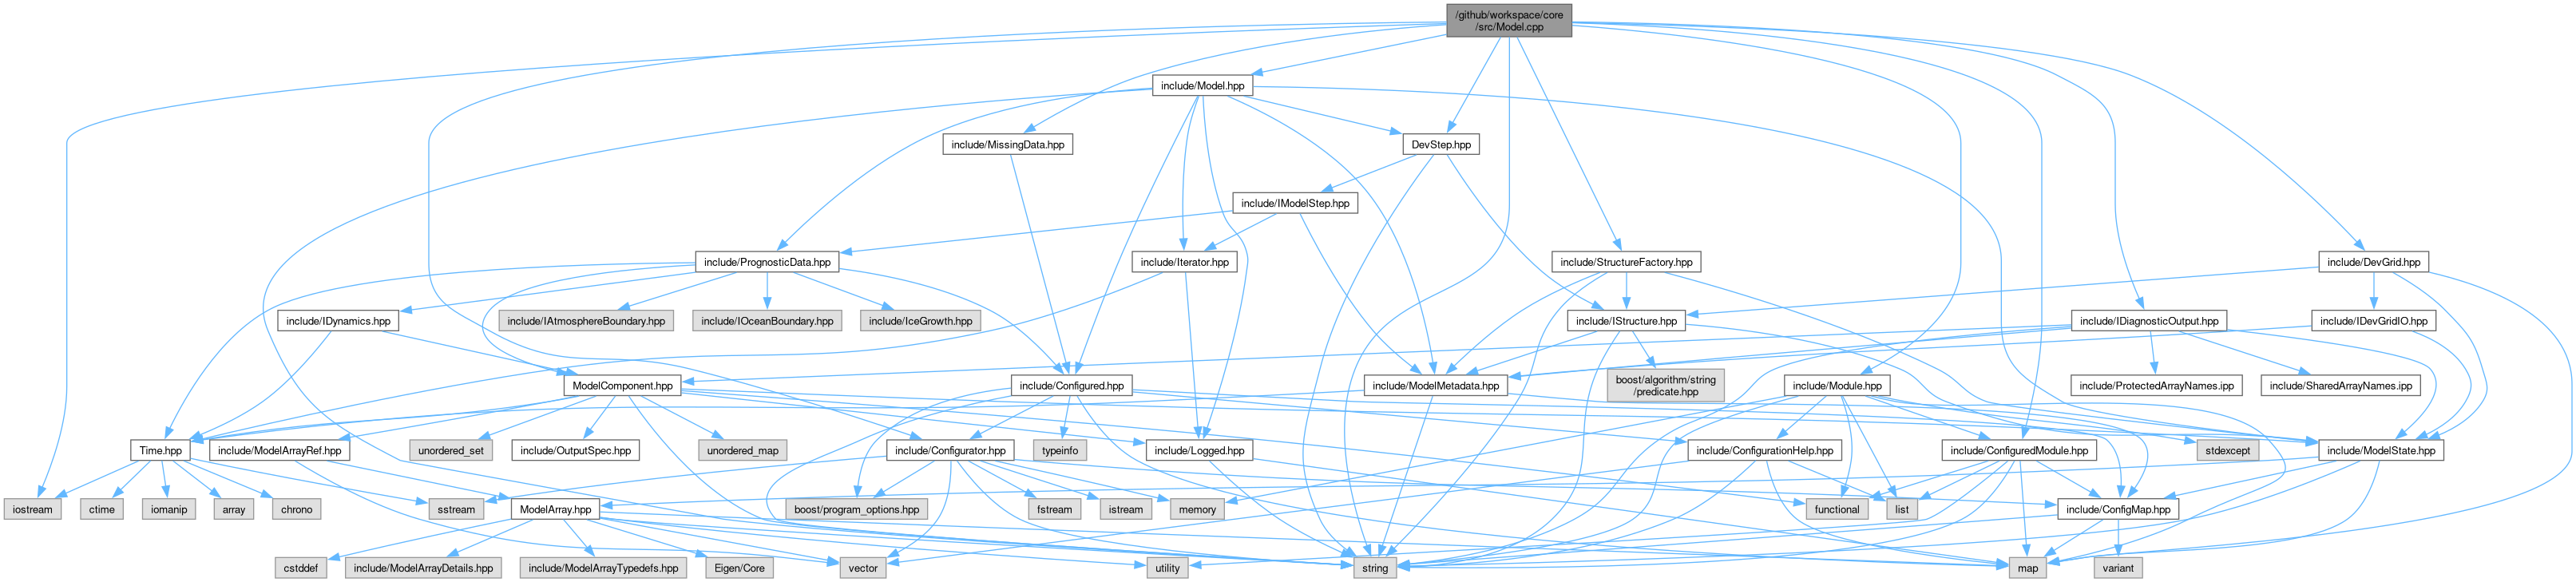 /github/workspace/core
/src/Model.cpp
include/Model.hpp
include/MissingData.hpp
DevStep.hpp
include/IModelStep.hpp
include/PrognosticData.hpp
include/Iterator.hpp
include/StructureFactory.hpp
include/DevGrid.hpp
include/IDynamics.hpp
include/IAtmosphereBoundary.hpp
include/IOceanBoundary.hpp
include/IceGrowth.hpp
include/IStructure.hpp
include/IDiagnosticOutput.hpp
include/IDevGridIO.hpp
ModelComponent.hpp
include/Configured.hpp
include/ModelMetadata.hpp
boost/algorithm/string
/predicate.hpp
include/Module.hpp
include/ProtectedArrayNames.ipp
include/SharedArrayNames.ipp
Time.hpp
include/ModelArrayRef.hpp
unordered_set
include/OutputSpec.hpp
unordered_map
include/Configurator.hpp
typeinfo
include/Logged.hpp
include/ConfigurationHelp.hpp
include/ConfiguredModule.hpp
stdexcept
include/ModelState.hpp
iostream
ctime
iomanip
array
chrono
sstream
ModelArray.hpp
boost/program_options.hpp
fstream
istream
memory
functional
list
include/ConfigMap.hpp
cstddef
include/ModelArrayDetails.hpp
include/ModelArrayTypedefs.hpp
Eigen/Core
vector
utility
string
map
variant